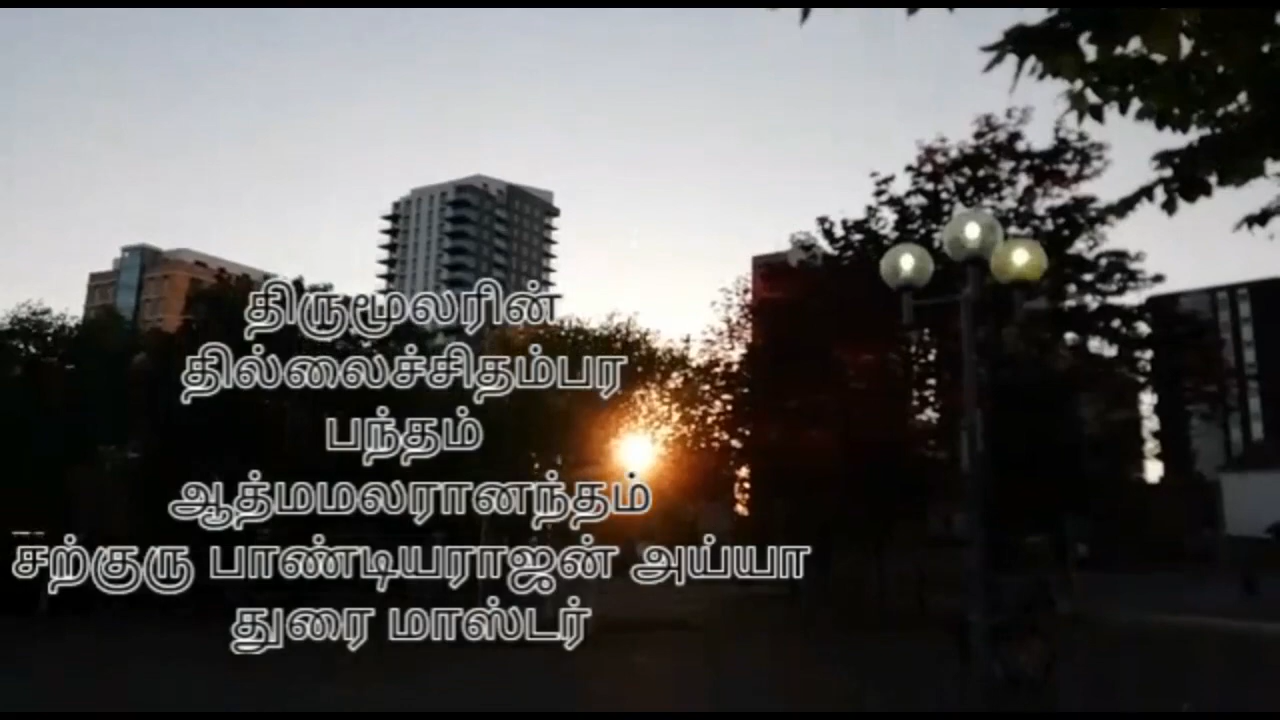 திருமூலரின்
தில்லைச்சிதம்பர
பந்தம்
ஆத்மமலரானந்தம்
சற்குரு பாண்டியராஜன் அய்யா
துரை மாஸ்டர்